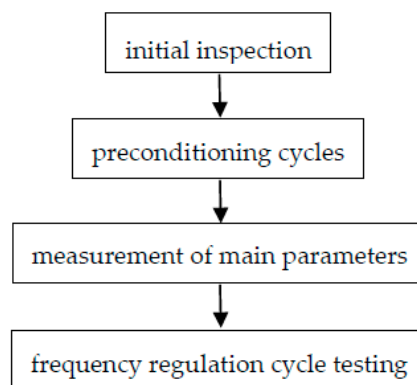 initial inspection
preconditioning cycles
measurement of main parameters
frequency regulation cycle testing